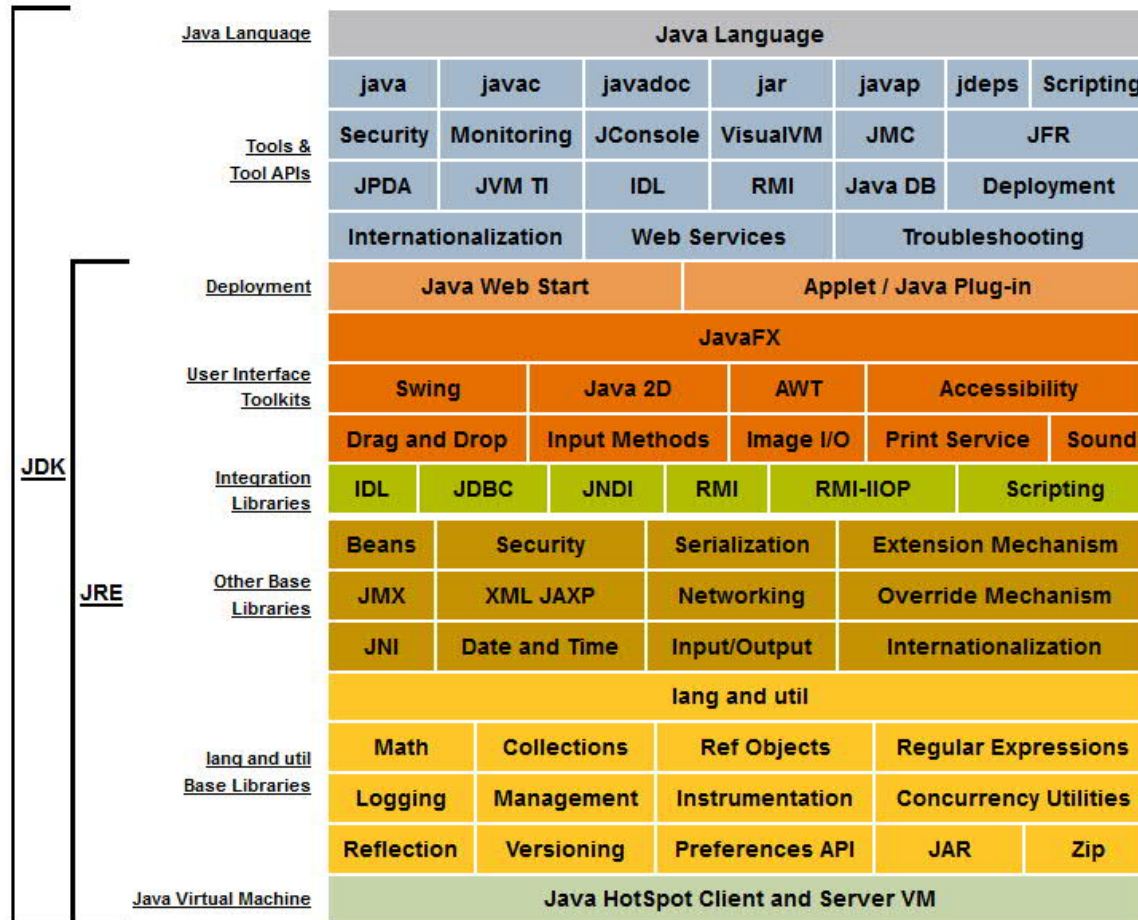 Java Language Java Language
java javac javadoc jar javap jdeps Scripting
Security Monitoring JConsole VisualVM JMC JFR
Tools &
Tool APIs
JPDA JVM TI IDL RMI Java DB Deployment
Internationalization Web Services Troubleshooting
Deployment Java Web Start Applet / Java Plug-in
JavaFX
User Interface
Toolkits
Swing Java 2D AWT Accessibility
Drag and Drop Input Methods Image I/O Print Service Sound
JDK
Integration
Libraries
IDL JDBC JNDI RMI RMI-IIOP Scripting
Beans Security Serialization Extension Mechanism
JRE
Other Base
Libraries
JMX XML JAXP Networking Override Mechanism
JNI Date and Time Input/Output Internationalization
lang and util
Math Collections Ref Objects Regular Expressions
lang and util
Base Libraries
Logging Management Instrumentation Concurrency Utilities
Reflection Versioning Preferences API JAR Zip
Java Virtual Machine Java HotSpot Client and Server VM